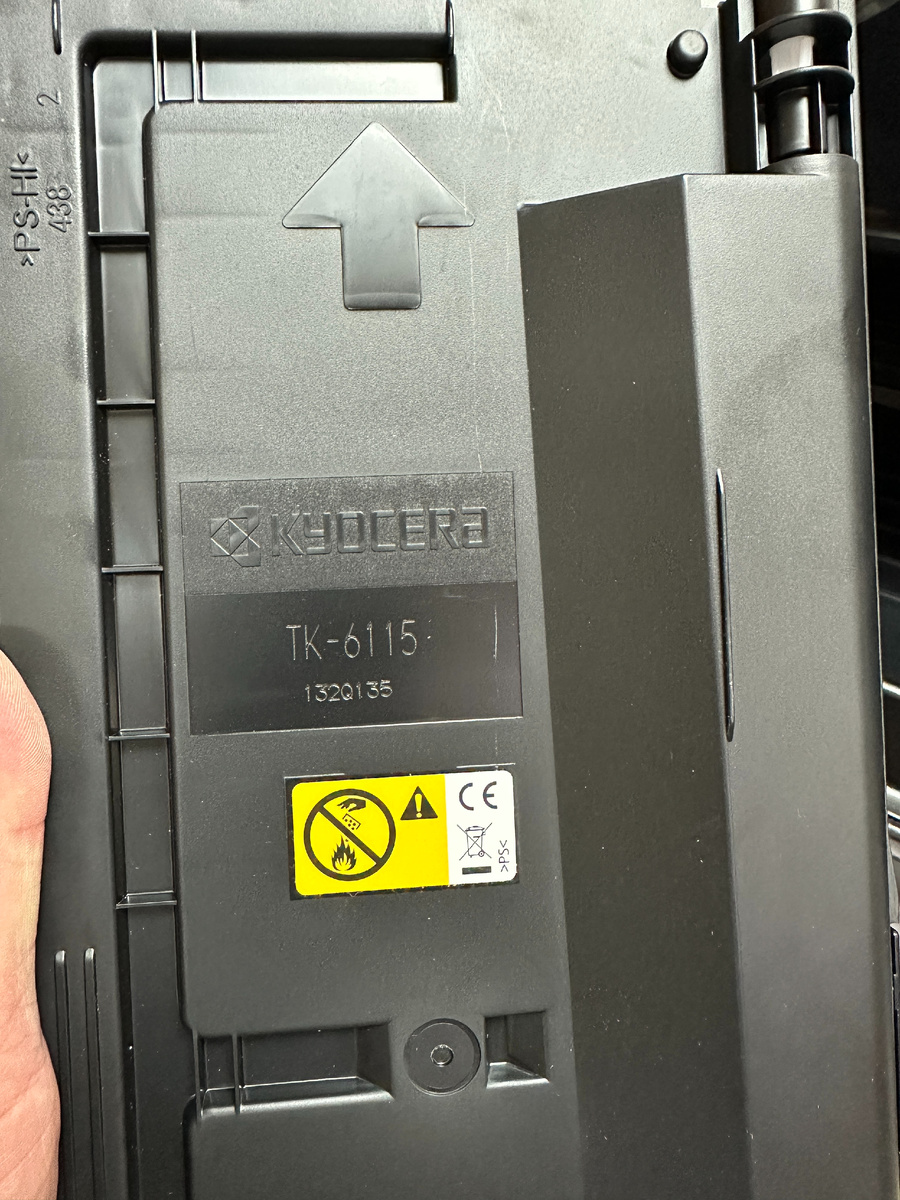 2
>PS-HI<
438
KYOCERA
TK-6115
132Q135
CE
>PS<